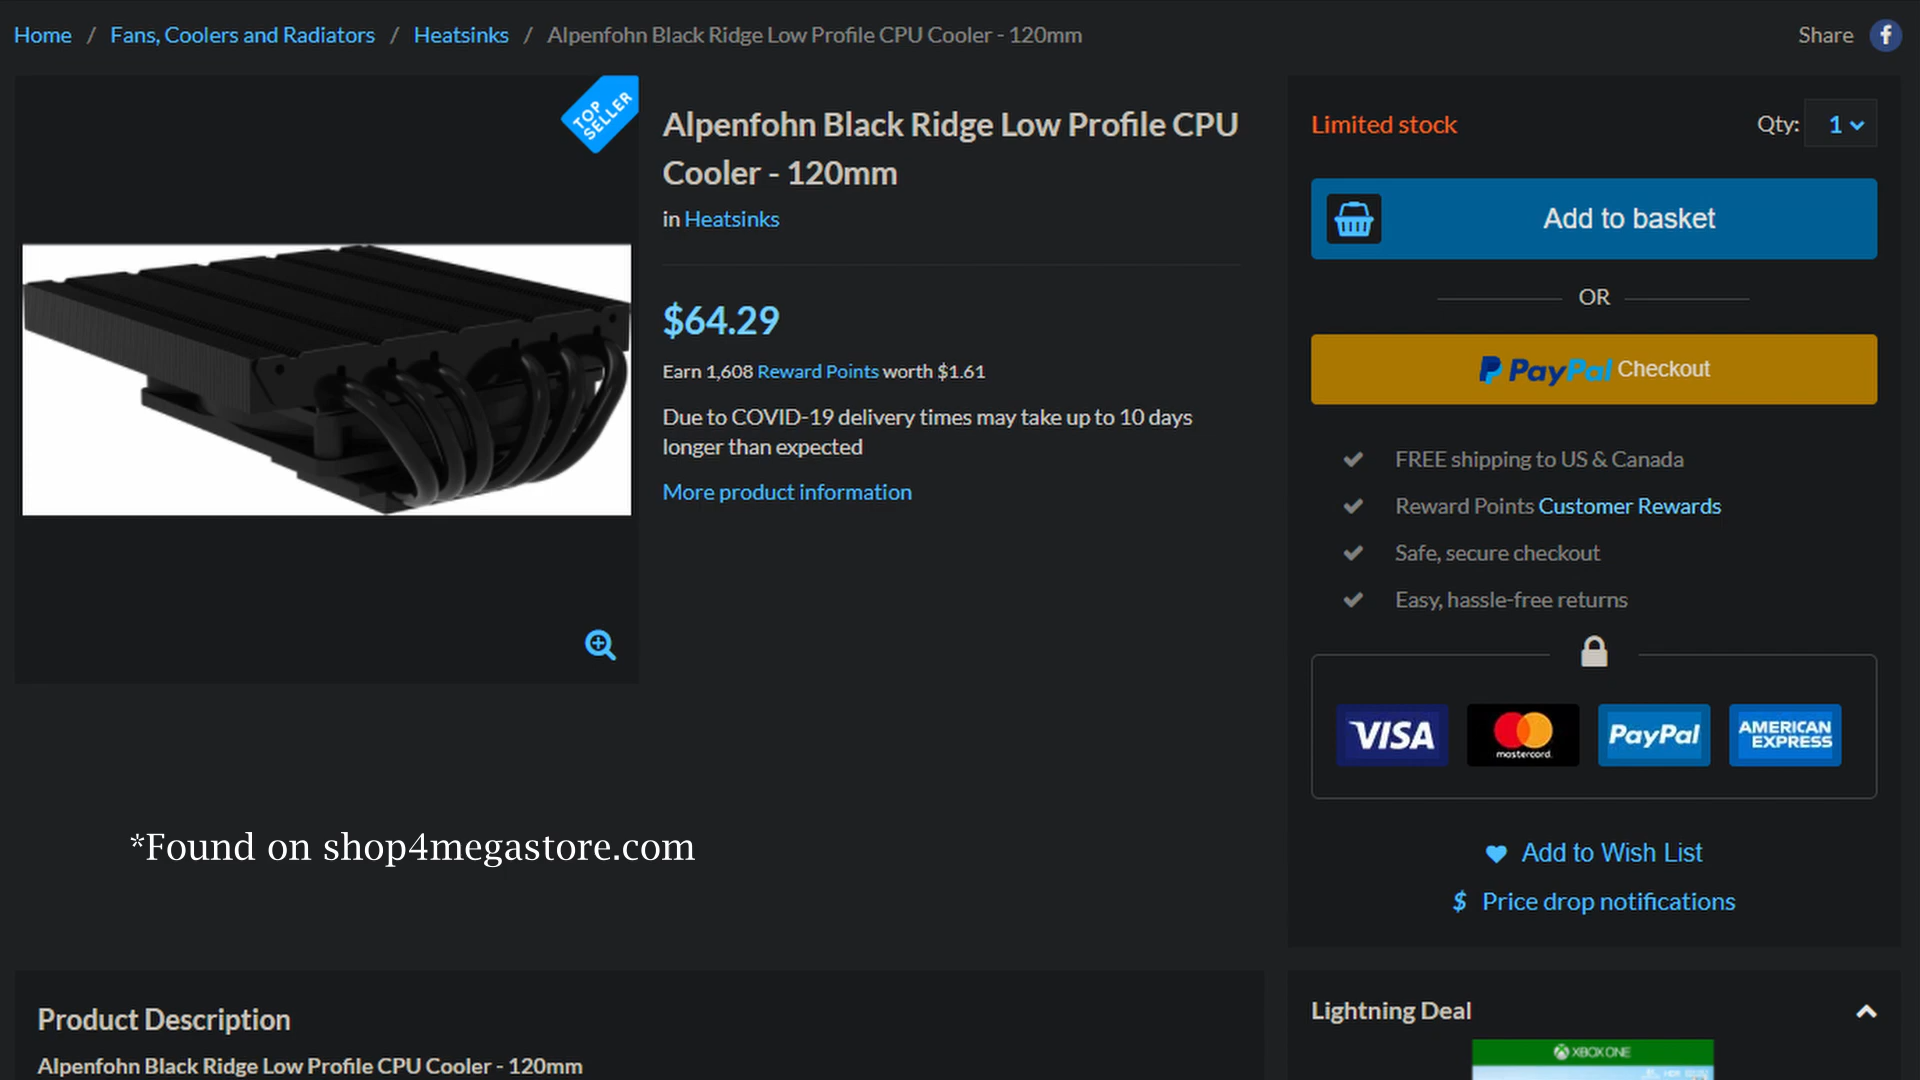 Home / Fans, Coolers and Radiators / Heatsinks / Alpenfohn Black Ridge Low Profile CPU Cooler - 120mm
Share
TOP
SELLER
Alpenfohn Black Ridge Low Profile CPU
Cooler - 120mm
in Heatsinks
$64.29
Earn 1,608 Reward Points worth $1.61
Due to COVID-19 delivery times may take up to 10 days
longer than expected
More product information
Limited stock
Qty: 1
Add to basket
OR
PayPal Checkout
FREE shipping to US & Canada
Reward Points Customer Rewards
Safe, secure checkout
Easy, hassle-free returns
VISA
mastercard
PayPal
AMERICAN
EXPRESS
Add to Wish List
$ Price drop notifications
*Found on shop4megastore.com
Product Description
Alpenfohn Black Ridge Low Profile CPU Cooler - 120mm
Lightning Deal
XBOX ONE